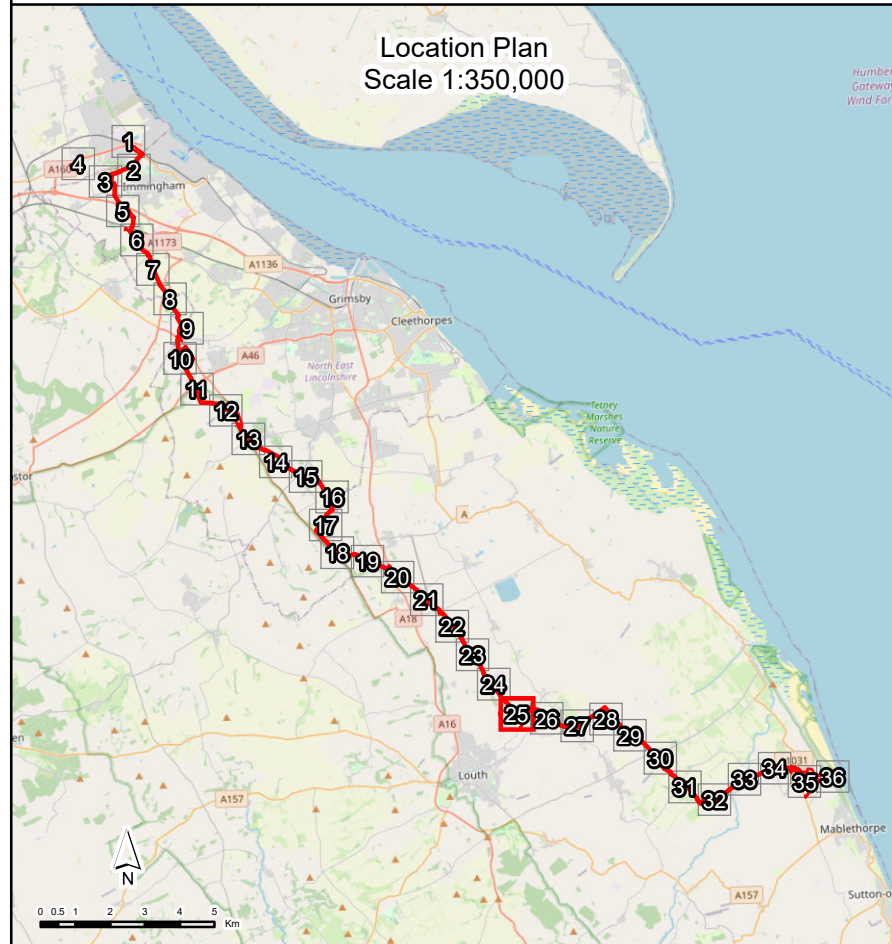 Location Plan
Scale 1:350,000
Humber
Gateway
Wind Far
1
4
A160
2
3
Immingham
5
6
A1173
7
A1136
8
Grimsby
9
Cleethorpes
10
A46
North East
Lincolnshire
11
12
Tetney
Marshes
Nature
Reserve
13
14
15
stor
16
A
17
18
19
20
21
A18
22
23
24
25
26
27
28
A16
29
en
30
Louth
1031
34
36
33
35
31
32
A157
Mablethorpe
N
A157
Sutton-o
0 0.5 1 2 3 4 5
Km